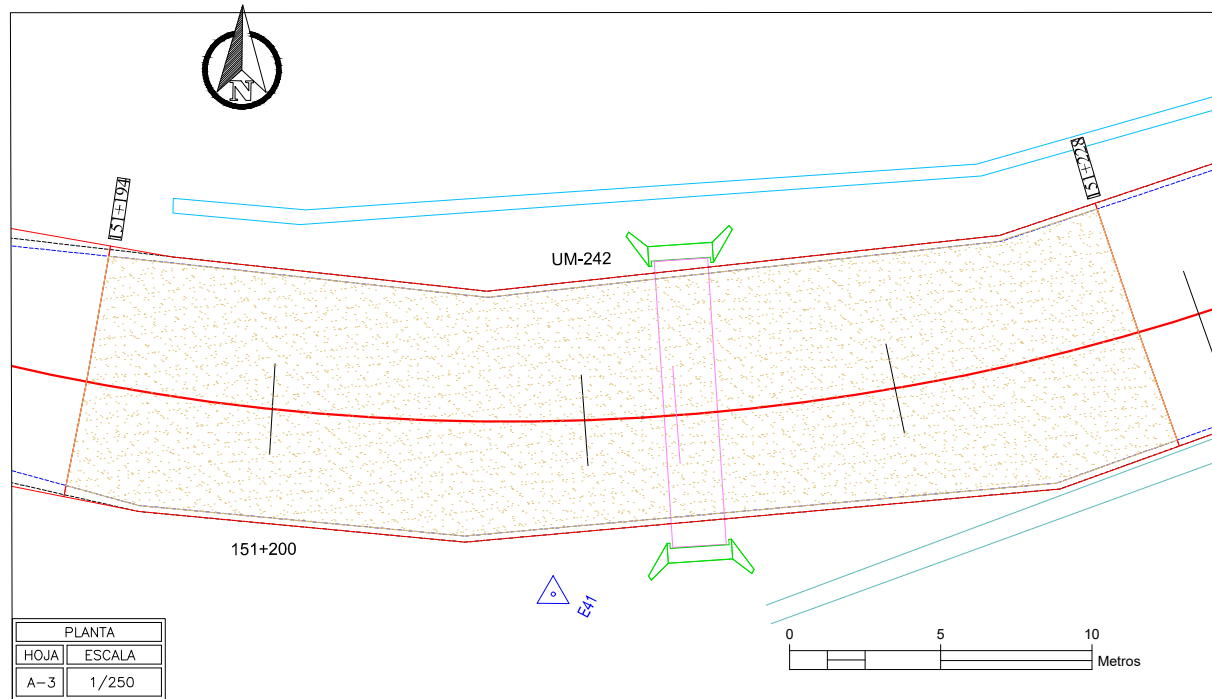 N
151+194
151+228
UM-242
151+200
E41
0 5 10
Metros
PLANTA
HOJA ESCALA
A-3 1/250